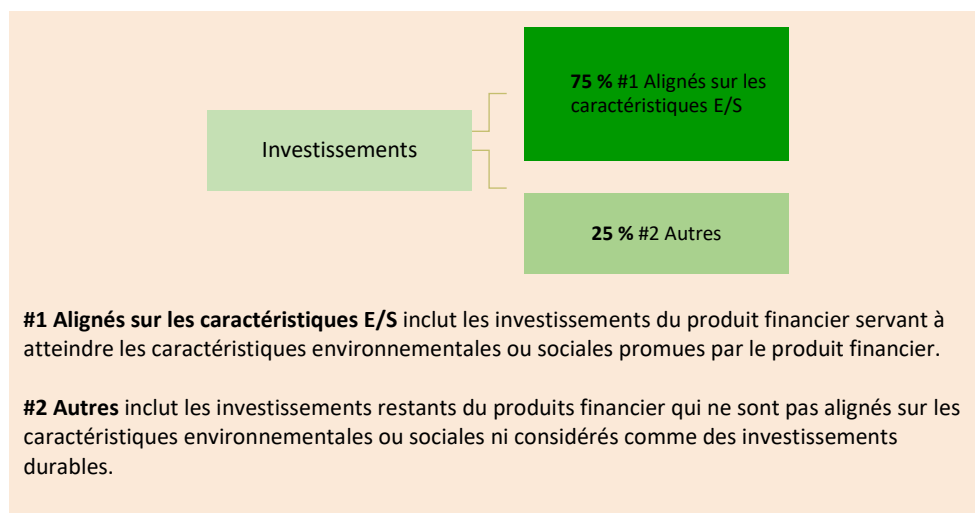 75 % #1 Alignés sur les
caractéristiques E/S
Investissements
25 % #2 Autres
#1 Alignés sur les caractéristiques E/S inclut les investissements du produit financier servant à
atteindre les caractéristiques environnementales ou sociales promues par le produit financier.
#2 Autres inclut les investissements restants du produits financier qui ne sont pas alignés sur les
caractéristiques environnementales ou sociales ni considérés comme des investissements
durables.